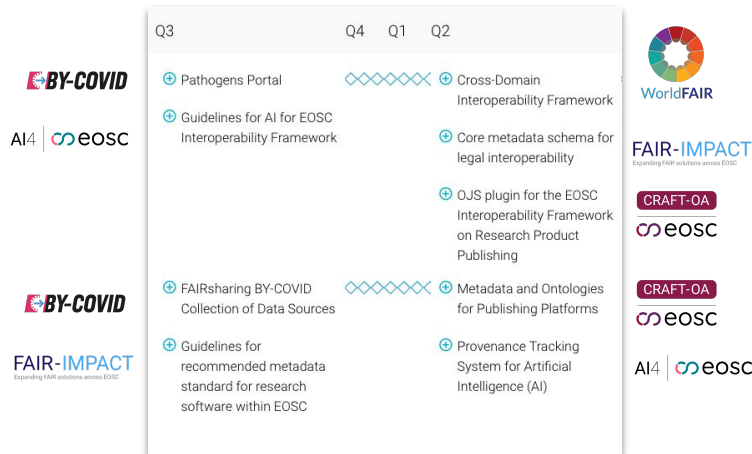 Q3 Q4 Q1 Q2
BY-COVID
Pathogens Portal
AI4 eosc
Guidelines for AI for EOSC
Interoperability Framework
Cross-Domain
Interoperability Framework
WorldFAIR
Core metadata schema for
legal interoperability
FAIR-IMPACT
Expanding FAIR solutions across EOSC
OJS plugin for the EOSC
Interoperability Framework
on Research Product
Publishing
CRAFT-OA
eosc
BY-COVID
FAIRsharing BY-COVID
Collection of Data Sources
FAIR-IMPACT
Expanding FAIR solutions across EOSC
Guidelines for
recommended metadata
standard for research
software within EOSC
Metadata and Ontologies
for Publishing Platforms
CRAFT-OA
eosc
Provenance Tracking
System for Artificial
Intelligence (AI)
AI4 eosc